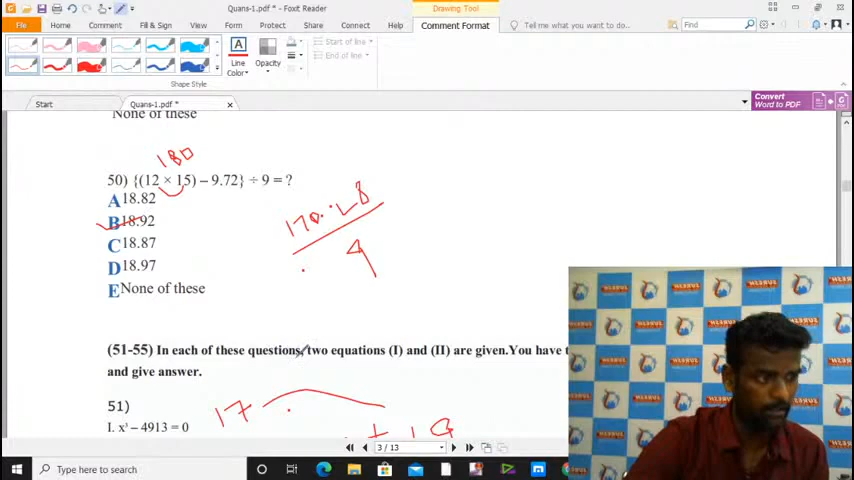 Quans-1.pdf * - Foxit Reader
Drawing Tool
File
Home
Insert
Comment
Fill & Sign
View
Form
Protect
Share
Connect
Help
Comment Format
Tell me what you want to do...
Find
Line Color
Opacity
Start of line
End of line
Shape Style
Start
Quans-1.pdf *
Convert
Word to PDF
None of these
180
50) {(12 × 15) – 9.72} ÷ 9 = ?
A 18.82
B 18.92
C 18.87
D 18.97
E None of these
170.28
9
(51-55) In each of these questions, two equations (I) and (II) are given.You have t
and give answer.
51)
17
I. x³ – 4913 = 0
3 / 13
Type here to search